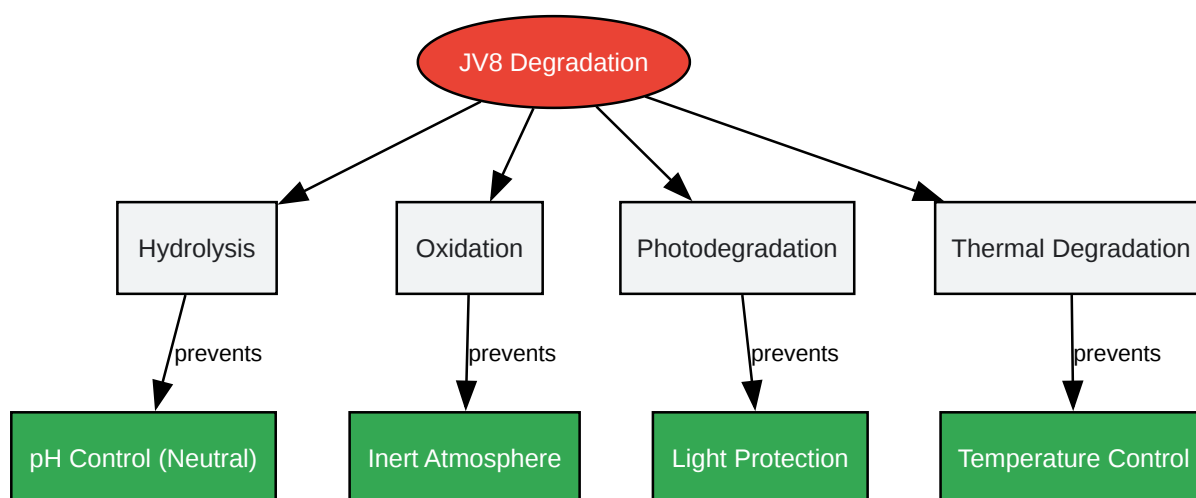 JV8 Degradation
Hydrolysis
Oxidation
Photodegradation
Thermal Degradation
prevents
prevents
prevents
prevents
pH Control (Neutral)
Inert Atmosphere
Light Protection
Temperature Control